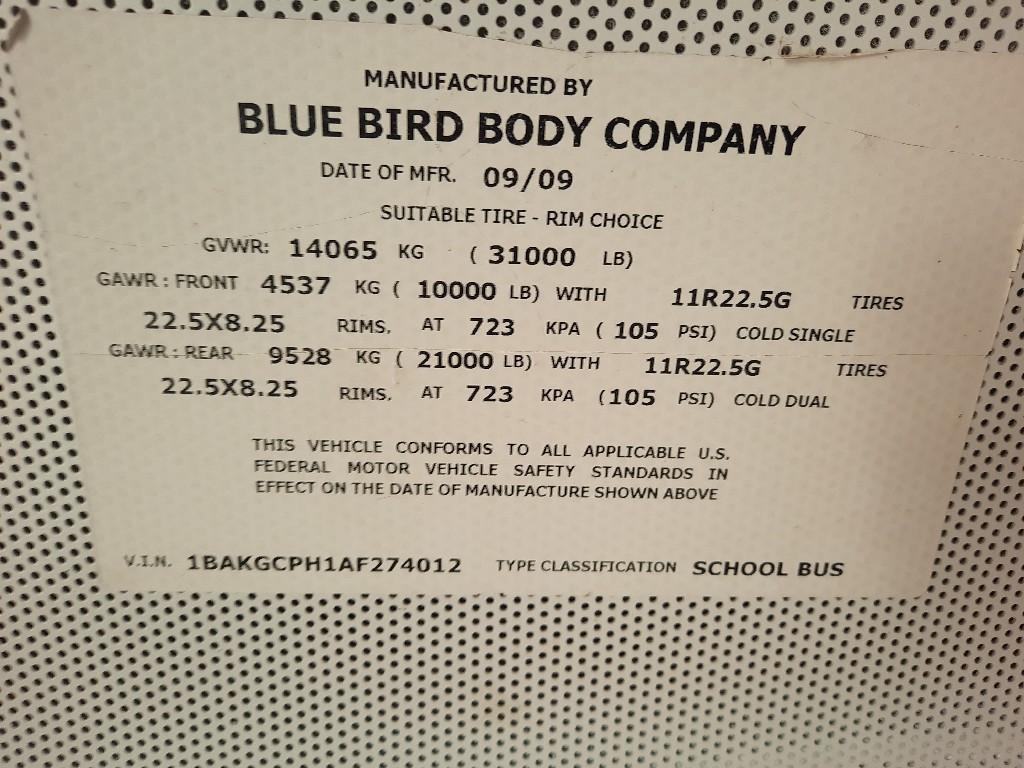 MANUFACTURED BY
BLUE BIRD BODY COMPANY
DATE OF MFR. 09/09
SUITABLE TIRE - RIM CHOICE
GVWR: 14065 KG ( 31000 LB)
GAWR : FRONT 4537 KG ( 10000 LB) WITH 11R22.5G TIRES
22.5X8.25 RIMS, AT 723 KPA ( 105 PSI) COLD SINGLE
GAWR : REAR 9528 KG ( 21000 LB) WITH 11R22.5G TIRES
22.5X8.25 RIMS, AT 723 KPA (105 PSI) COLD DUAL
THIS VEHICLE CONFORMS TO ALL APPLICABLE U.S.
FEDERAL MOTOR VEHICLE SAFETY STANDARDS IN
EFFECT ON THE DATE OF MANUFACTURE SHOWN ABOVE
V.I.N. 1BAKGCPH1AF274012 TYPE CLASSIFICATION SCHOOL BUS